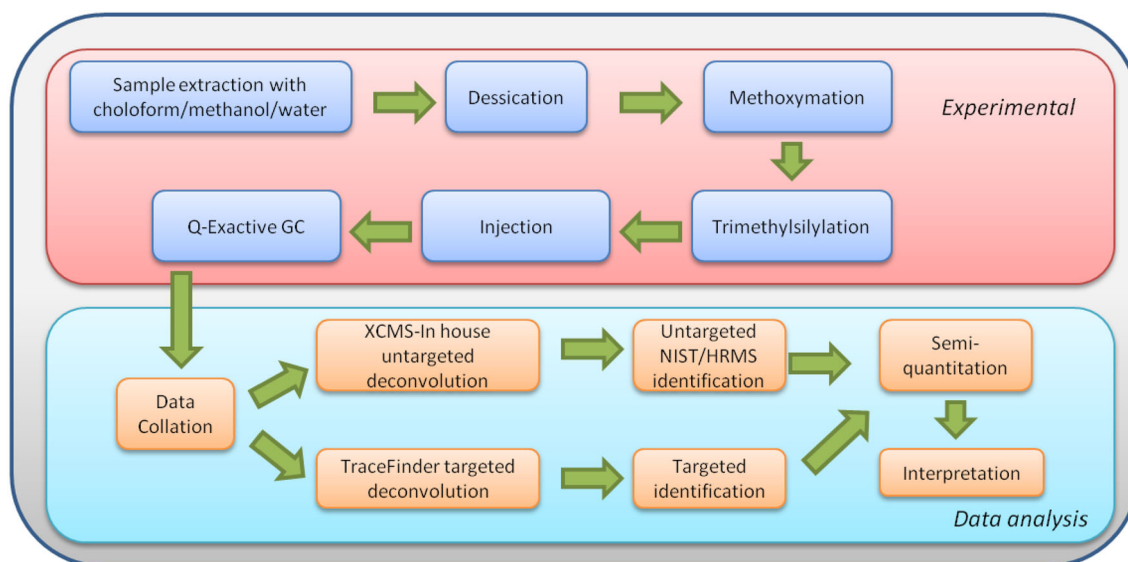 Sample extraction with
choloform/methanol/water
Dessication
Methoxymation
Experimental
Q-Exactive GC
Injection
Trimethylsilylation
XCMS-In house
untargeted
deconvolution
Untargeted
NIST/HRMS
identification
Semi-
quantitation
Data
Collation
TraceFinder targeted
deconvolution
Targeted
identification
Interpretation
Data analysis